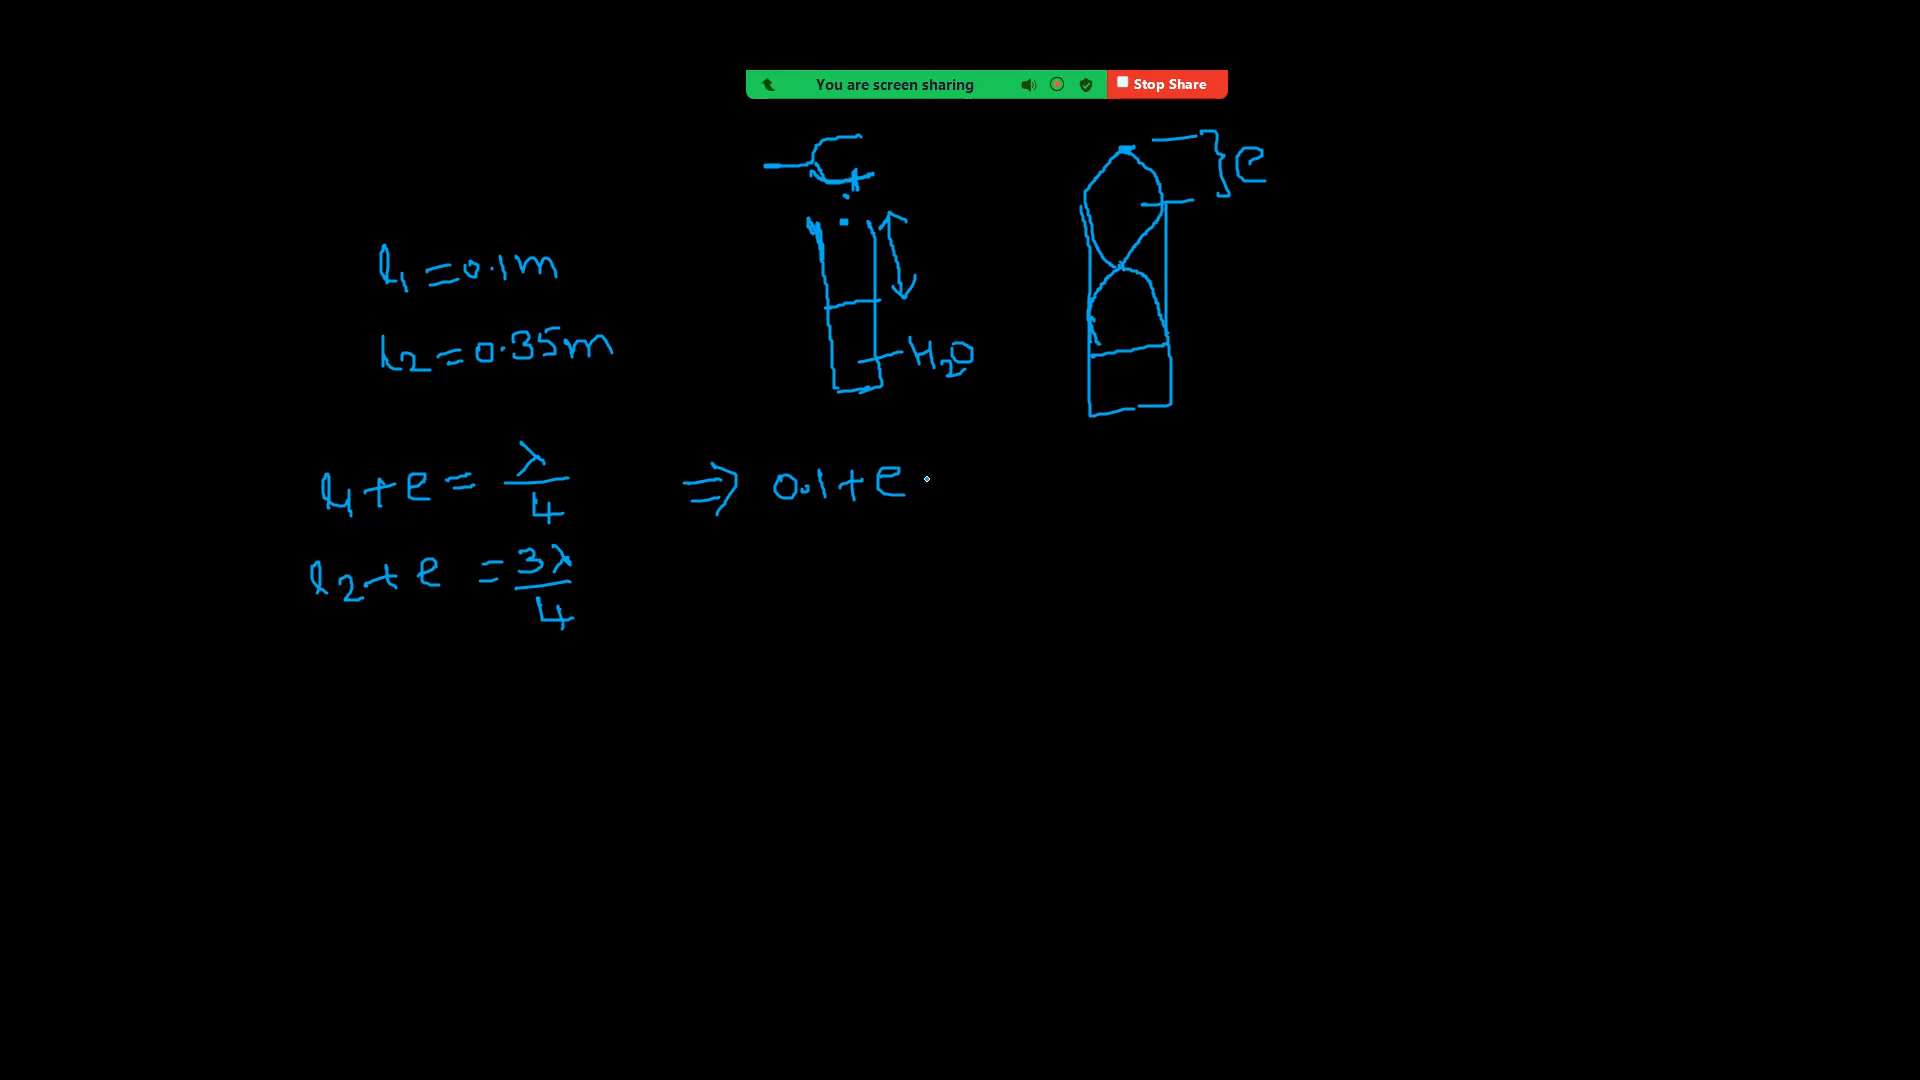 You are screen sharing Stop Share
e
l₁ = 0.1m
l₂ = 0.35m
H₂O
l₁ + e = λ/4 ⇒ 0.1 + e
l₂ + e = 3λ/4